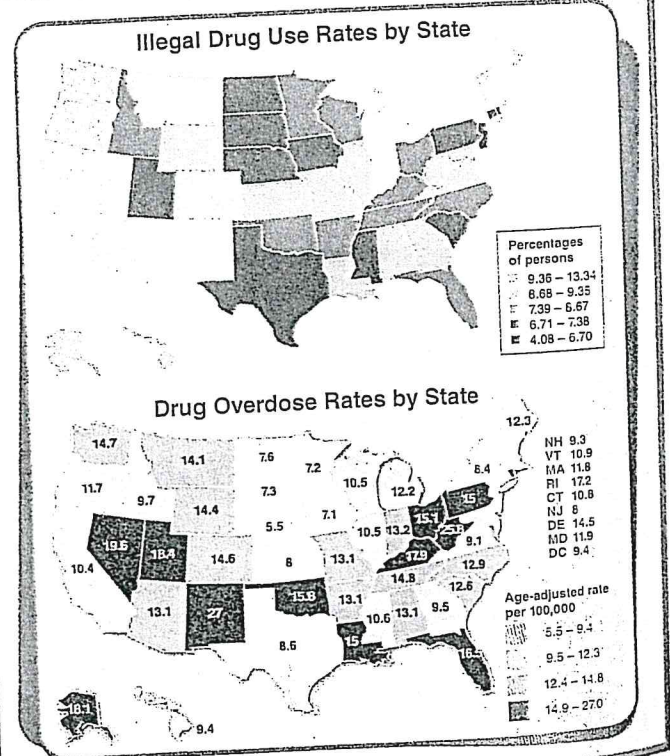 Illegal Drug Use Rates by State
Percentages
of persons
9.36 – 13.34
8.68 – 9.35
7.39 – 8.67
6.71 – 7.38
4.08 – 6.70
Drug Overdose Rates by State
14.7
14.1
7.6
7.2
12.3
11.7
9.7
14.4
7.3
10.5
12.2
8.4
NH 9.3
VT 10.9
MA 11.8
RI 17.2
CT 10.8
NJ 8
DE 14.5
MD 11.9
DC 9.4
5.5
7.1
10.5
13.2
15.1
15
10.4
19.6
18.4
14.6
8
13.1
17.9
25.8
9.1
13.1
27
15.8
13.1
14.8
12.9
12.6
8.6
15
10.6
13.1
9.5
16.5
18.1
9.4
Age-adjusted rate
per 100,000
5.5 – 9.4
9.5 – 12.3
12.4 – 14.8
14.9 – 27.0